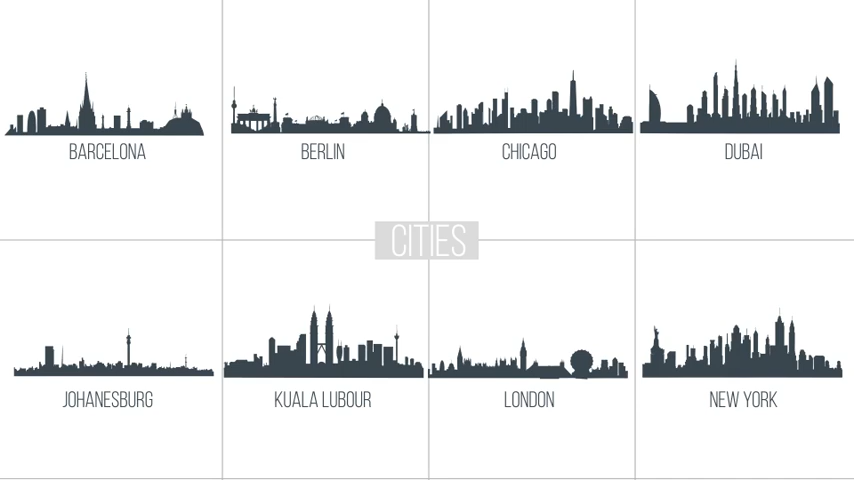 BARCELONA
BERLIN
CHICAGO
DUBAI
CITIES
JOHANESBURG
KUALA LUBOUR
LONDON
NEW YORK